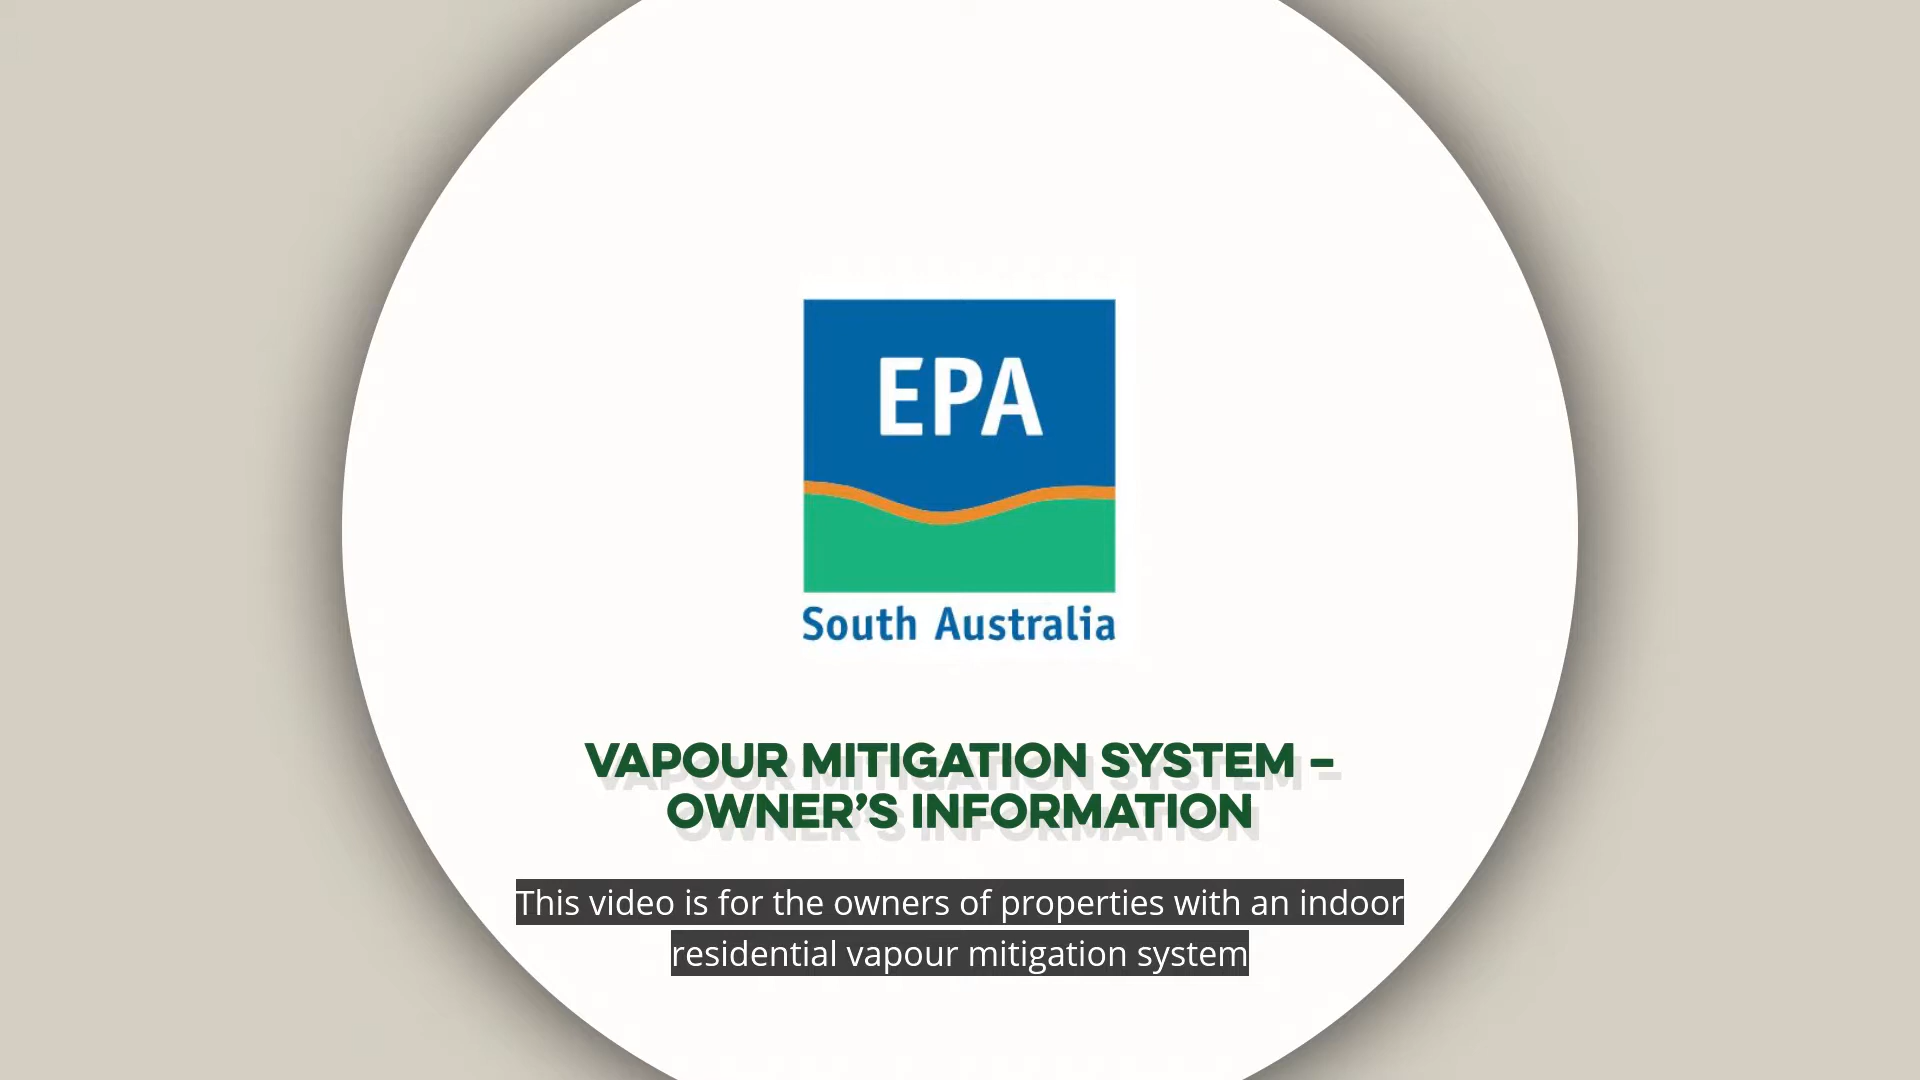 EPA
South Australia
VAPOUR MITIGATION SYSTEM –
OWNER’S INFORMATION
This video is for the owners of properties with an indoor
residential vapour mitigation system